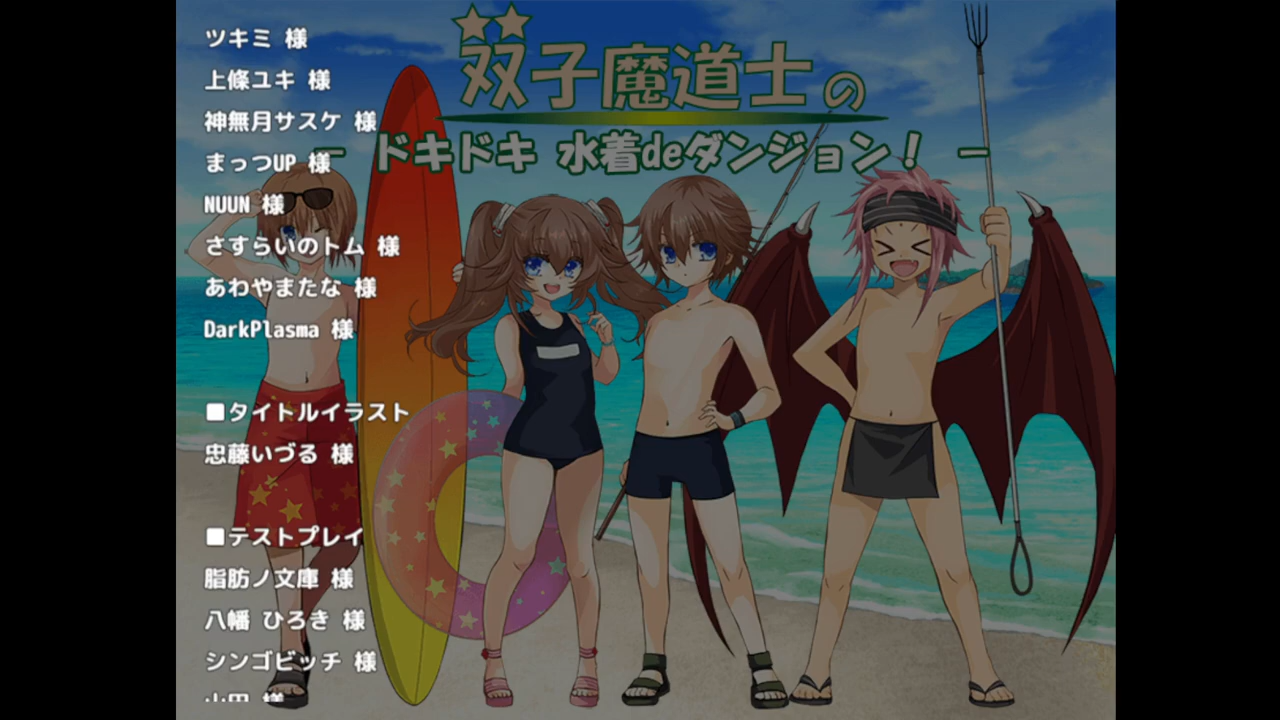 双子魔道士の
― ドキドキ 水着deダンジョン! ―
ツキミ 様
上條ユキ 様
神無月サスケ 様
まっつUP 様
NUUN 様
さすらいのトム 様
あわやまたな 様
DarkPlasma 様
■タイトルイラスト
忠藤いづる 様
■テストプレイ
脂肪ノ文庫 様
八幡 ひろき 様
シンゴビッチ 様
山田 様